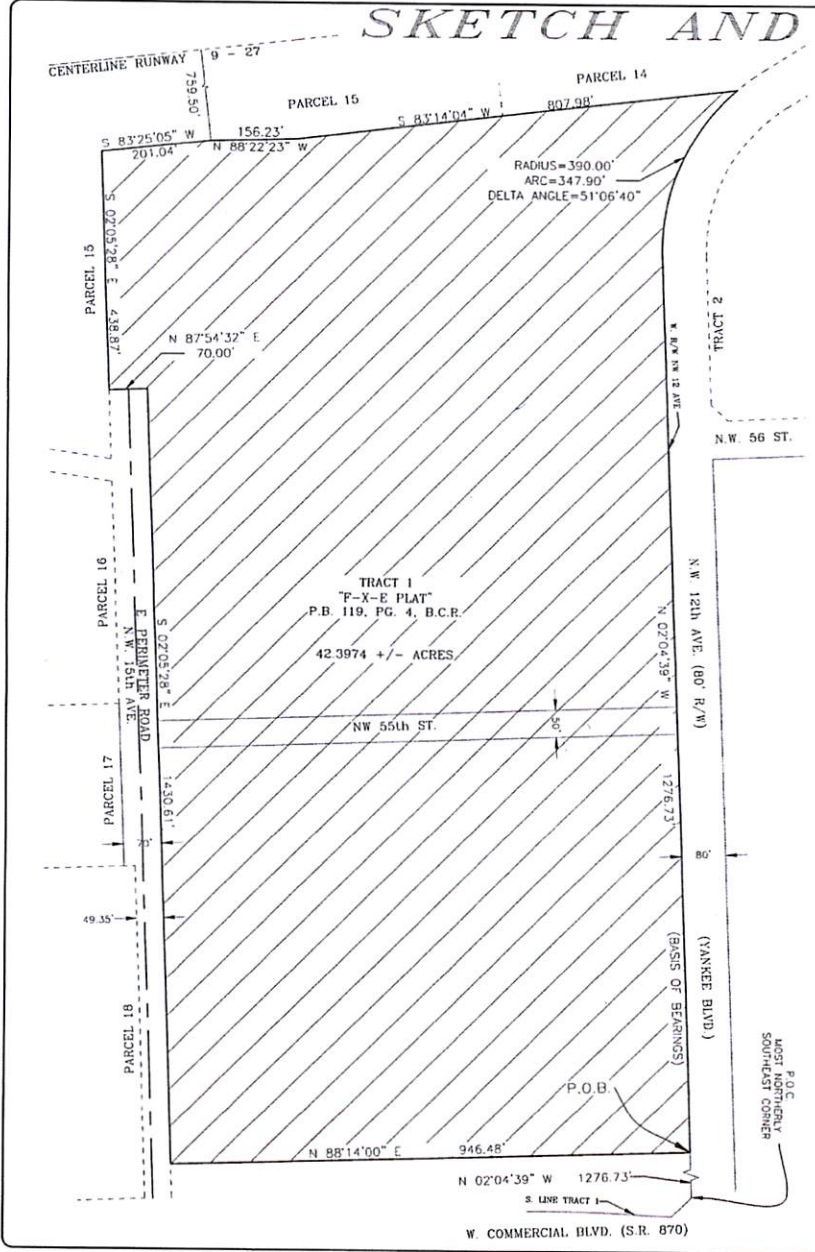 SKETCH AND
CENTERLINE RUNWAY 9 - 27
759.50'
PARCEL 15
PARCEL 14
S 83°14'04" W 807.98'
S 83°25'05" W
201.04'
156.23'
N 88°22'23" W
RADIUS=390.00'
ARC=347.90'
DELTA ANGLE=51°06'40"
PARCEL 15
S 02°05'28" E 438.87'
N 87°54'32" E
70.00'
TRACT 2
W. R/W NW 12 AVE
N.W. 56 ST.
PARCEL 16
E PERIMETER ROAD
N.W. 15th AVE.
S 02°05'28" E 1430.61'
TRACT 1
"F-X-E PLAT"
P.B. 119, PG. 4, B.C.R.
42.3974 +/- ACRES
N 02°04'39" W 1276.73'
N.W. 12th AVE. (80' R/W)
NW 55th ST.
50'
PARCEL 17
70'
80'
49.35'
(BASIS OF BEARINGS)
(YANKEE BLVD.)
PARCEL 18
P.O.C.
MOST NORTHERLY
SOUTHEAST CORNER
P.O.B.
N 88°14'00" E 946.48'
N 02°04'39" W 1276.73'
S. LINE TRACT 1
W. COMMERCIAL BLVD. (S.R. 870)